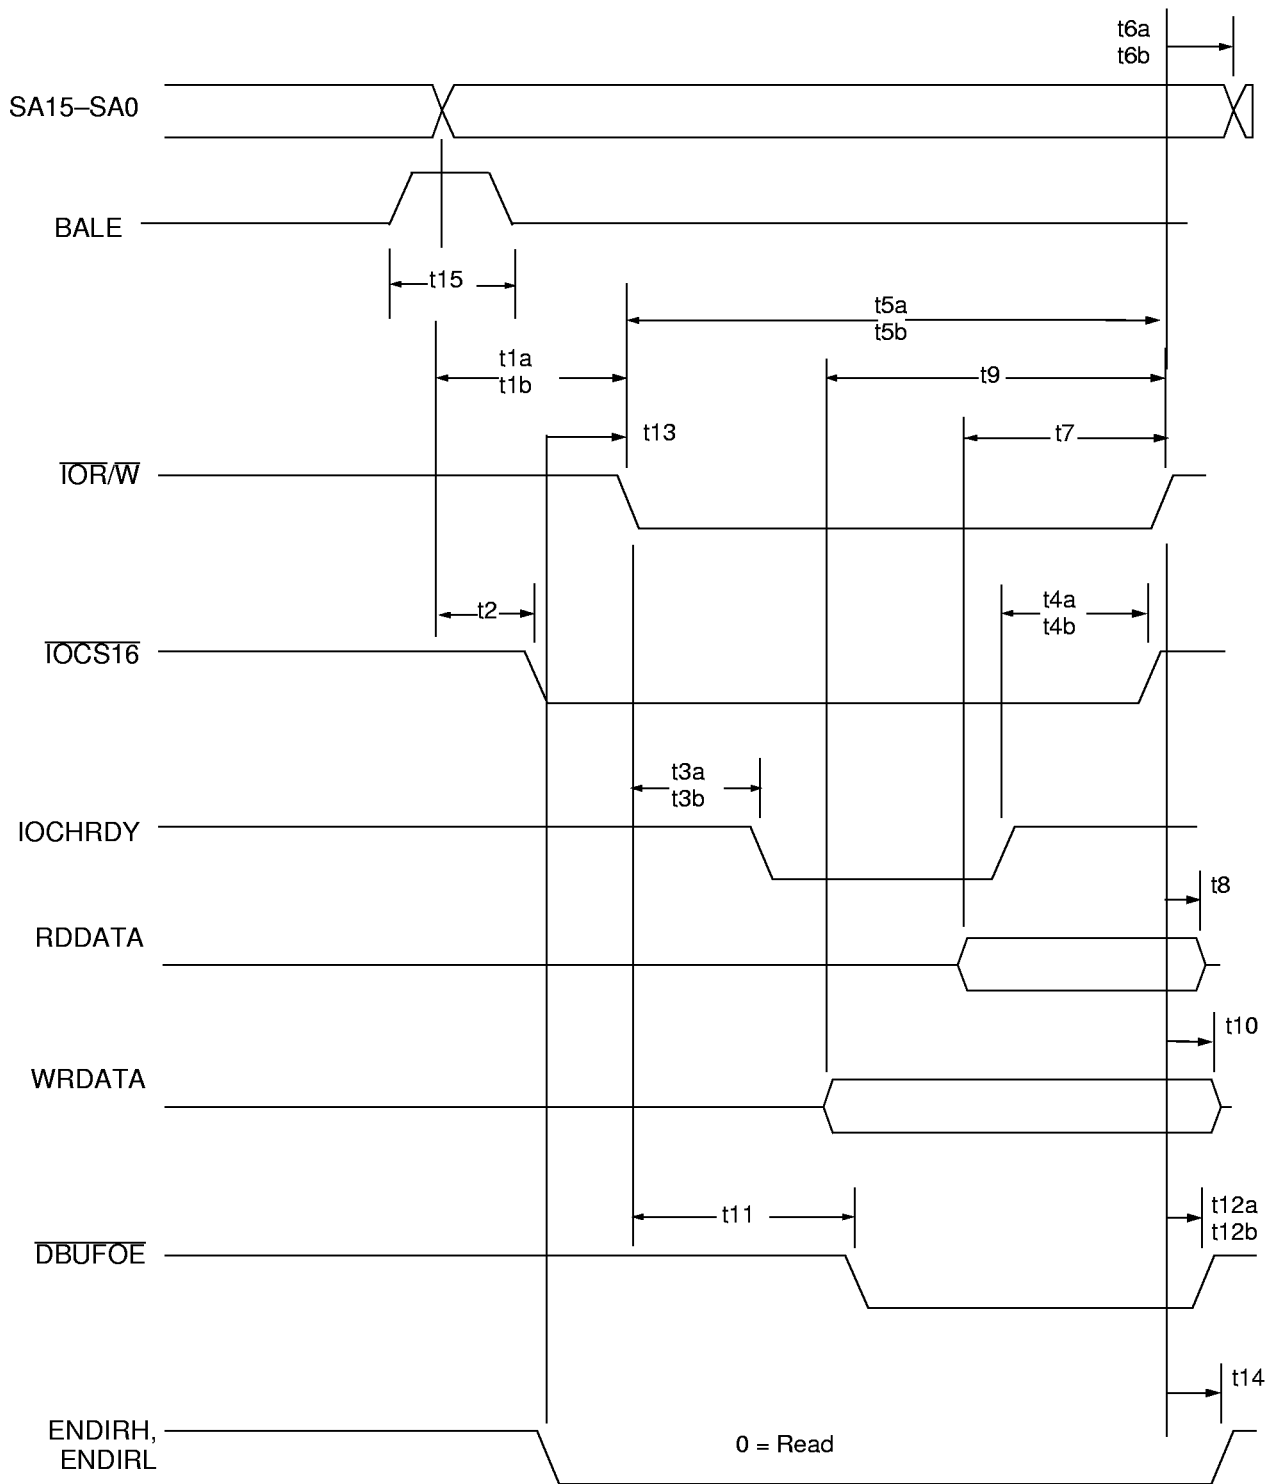 t6a
t6b
SA15–SA0
BALE
t15
t5a
t5b
t1a
t1b
t9
t13
t7
IOR/W
t2
t4a
t4b
IOCS16
t3a
t3b
IOCHRDY
t8
RDDATA
t10
WRDATA
t11
t12a
t12b
DBUFOE
t14
ENDIRH,
ENDIRL
0 = Read